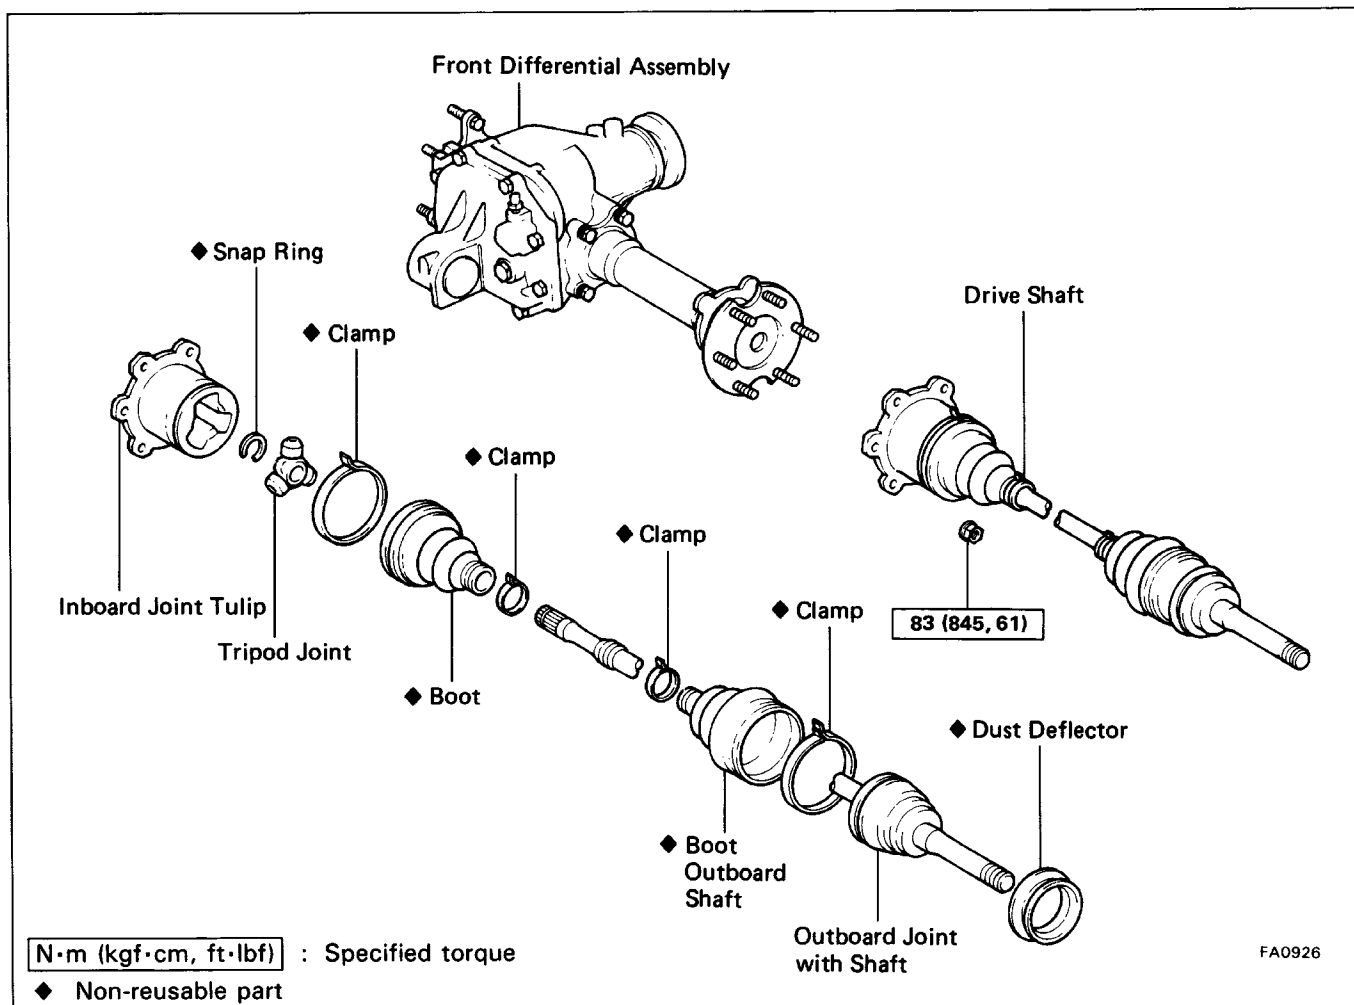 Front Differential Assembly
◆ Snap Ring
Drive Shaft
◆ Clamp
◆ Clamp
◆ Clamp
Inboard Joint Tulip
◆ Clamp
83 (845, 61)
Tripod Joint
◆ Boot
◆ Dust Deflector
◆ Boot
Outboard
Shaft
Outboard Joint
with Shaft
N·m (kgf·cm, ft·lbf) : Specified torque
◆ Non-reusable part
FA0926